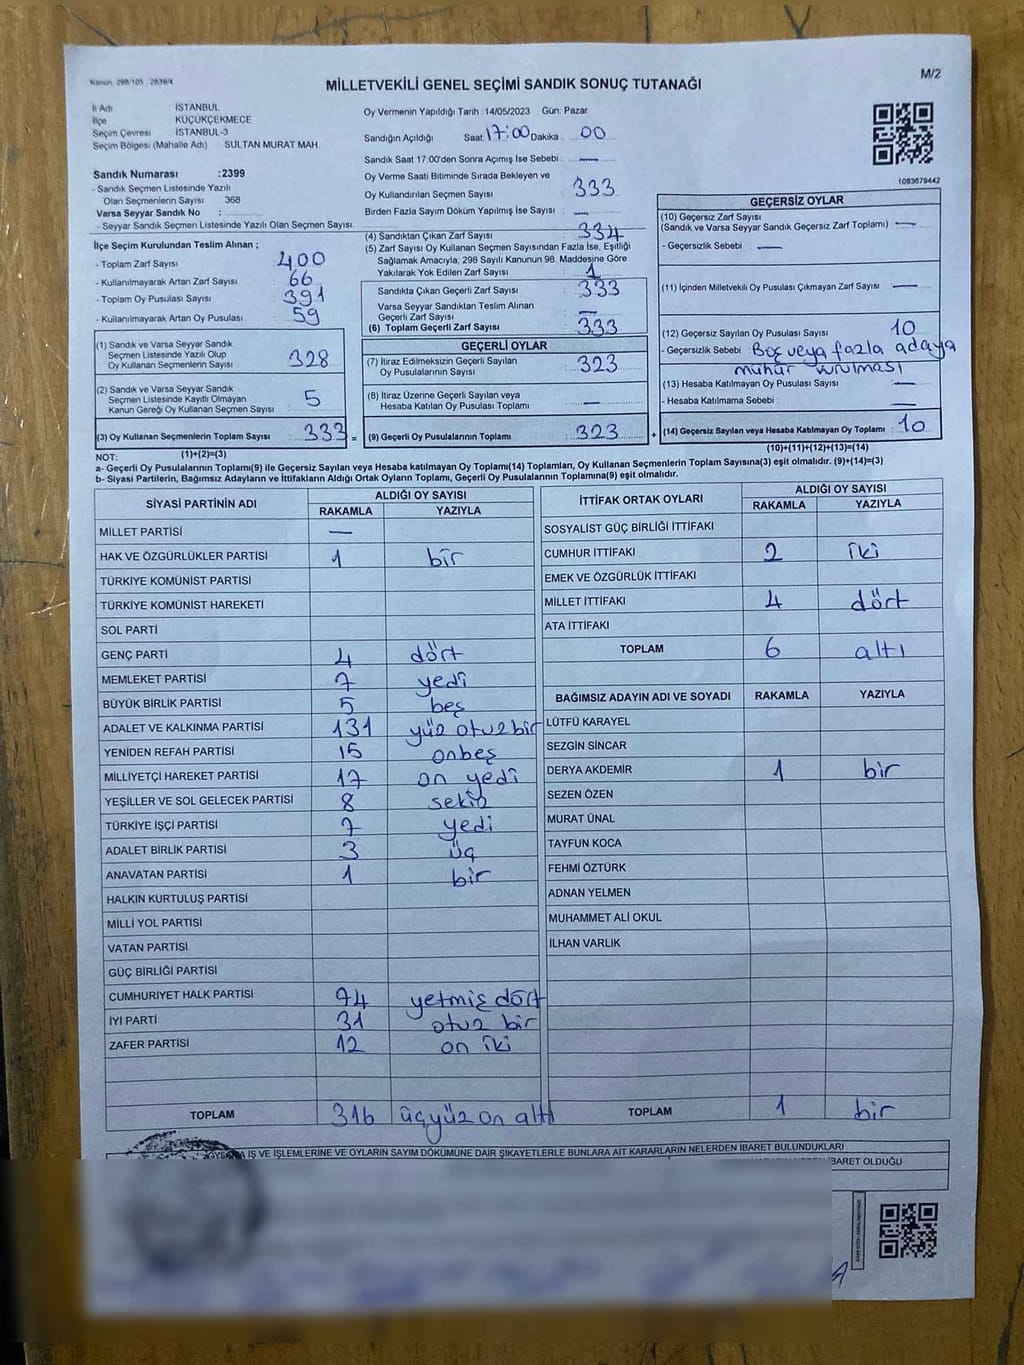 Kanun, 298/105, 2839/4
M/2
MİLLETVEKİLİ GENEL SEÇİMİ SANDIK SONUÇ TUTANAĞI
İl Adı İSTANBUL
İlçe KÜÇÜKÇEKMECE
Seçim Çevresi İSTANBUL-3
Seçim Bölgesi (Mahalle Adı) SULTAN MURAT MAH.
Sandık Numarası :2399
- Sandık Seçmen Listesinde Yazılı
Olan Seçmenlerin Sayısı 368
Varsa Seyyar Sandık No :
- Seyyar Sandık Seçmen Listesinde Yazılı Olan Seçmen Sayısı:
İlçe Seçim Kurulundan Teslim Alınan ;
- Toplam Zarf Sayısı 400
- Kullanılmayarak Artan Zarf Sayısı 66
- Toplam Oy Pusulası Sayısı 391
- Kullanılmayarak Artan Oy Pusulası 59
(1) Sandık ve Varsa Seyyar Sandık
Seçmen Listesinde Yazılı Olup
Oy Kullanan Seçmenlerin Sayısı 328
(2) Sandık ve Varsa Seyyar Sandık
Seçmen Listesinde Kayıtlı Olmayan
Kanun Gereği Oy Kullanan Seçmen Sayısı 5
(3) Oy Kullanan Seçmenlerin Toplam Sayısı 333 =
(1)+(2)=(3)
Oy Vermenin Yapıldığı Tarih :14/05/2023 Gün: Pazar
Sandığın Açıldığı Saat: 17:00 Dakika : 00
Sandık Saat 17:00'den Sonra Açımış İse Sebebi : —
Oy Verme Saati Bitiminde Sırada Bekleyen ve
Oy Kullandırılan Seçmen Sayısı : 333
Birden Fazla Sayım Döküm Yapılmış İse Sayısı : —
(4) Sandıktan Çıkan Zarf Sayısı : 334
(5) Zarf Sayısı Oy Kullanan Seçmen Sayısından Fazla İse, Eşitliği
Sağlamak Amacıyla, 298 Sayılı Kanunun 98. Maddesine Göre
Yakılarak Yok Edilen Zarf Sayısı : 1
Sandıkta Çıkan Geçerli Zarf Sayısı : 333
Varsa Seyyar Sandıktan Teslim Alınan
Geçerli Zarf Sayısı : —
(6) Toplam Geçerli Zarf Sayısı : 333
GEÇERLİ OYLAR
(7) İtiraz Edilmeksizin Geçerli Sayılan
Oy Pusulalarının Sayısı : 323
(8) İtiraz Üzerine Geçerli Sayılan veya
Hesaba Katılan Oy Pusulası Toplamı : —
(9) Geçerli Oy Pusulalarının Toplamı : 323 +
1083679442
GEÇERSİZ OYLAR
(10) Geçersiz Zarf Sayısı
(Sandık ve Varsa Seyyar Sandık Geçersiz Zarf Toplamı) : —
- Geçersizlik Sebebi : —
(11) İçinden Milletvekili Oy Pusulası Çıkmayan Zarf Sayısı : —
(12) Geçersiz Sayılan Oy Pusulası Sayısı : 10
- Geçersizlik Sebebi : Boş veya fazla adaya
mühür vurulması
(13) Hesaba Katılmayan Oy Pusulası Sayısı : —
- Hesaba Katılmama Sebebi : —
(14) Geçersiz Sayılan veya Hesaba Katılmayan Oy Toplamı : 10
(10)+(11)+(12)+(13)=(14)
NOT:
a- Geçerli Oy Pusulalarının Toplamı(9) ile Geçersiz Sayılan veya Hesaba katılmayan Oy Toplamı(14) Toplamları, Oy Kullanan Seçmenlerin Toplam Sayısına(3) eşit olmalıdır. (9)+(14)=(3)
b- Siyasi Partilerin, Bağımsız Adayların ve İttifakların Aldığı Ortak Oyların Toplamı, Geçerli Oy Pusulalarının Toplamına(9) eşit olmalıdır.
SİYASİ PARTİNİN ADI ALDIĞI OY SAYISI
RAKAMLA YAZIYLA
MİLLET PARTİSİ —
HAK VE ÖZGÜRLÜKLER PARTİSİ 1 bir
TÜRKİYE KOMÜNİST PARTİSİ
TÜRKİYE KOMÜNİST HAREKETİ
SOL PARTİ
GENÇ PARTİ 4 dört
MEMLEKET PARTİSİ 7 yedi
BÜYÜK BİRLİK PARTİSİ 5 beş
ADALET VE KALKINMA PARTİSİ 131 yüz otuz bir
YENİDEN REFAH PARTİSİ 15 onbeş
MİLLİYETÇİ HAREKET PARTİSİ 17 on yedi
YEŞİLLER VE SOL GELECEK PARTİSİ 8 sekiz
TÜRKİYE İŞÇİ PARTİSİ 7 yedi
ADALET BİRLİK PARTİSİ 3 üç
ANAVATAN PARTİSİ 1 bir
HALKIN KURTULUŞ PARTİSİ
MİLLİ YOL PARTİSİ
VATAN PARTİSİ
GÜÇ BİRLİĞİ PARTİSİ
CUMHURİYET HALK PARTİSİ 74 yetmiş dört
İYİ PARTİ 31 otuz bir
ZAFER PARTİSİ 12 on iki
TOPLAM 316 üçyüz on altı
İTTİFAK ORTAK OYLARI ALDIĞI OY SAYISI
RAKAMLA YAZIYLA
SOSYALİST GÜÇ BİRLİĞİ İTTİFAKI
CUMHUR İTTİFAKI 2 iki
EMEK VE ÖZGÜRLÜK İTTİFAKI
MİLLET İTTİFAKI 4 dört
ATA İTTİFAKI
TOPLAM 6 altı
BAĞIMSIZ ADAYIN ADI VE SOYADI RAKAMLA YAZIYLA
LÜTFÜ KARAYEL
SEZGİN SİNCAR
DERYA AKDEMİR 1 bir
SEZEN ÖZEN
MURAT ÜNAL
TAYFUN KOCA
FEHMİ ÖZTÜRK
ADNAN YELMEN
MUHAMMET ALİ OKUL
İLHAN VARLIK
TOPLAM 1 bir
İŞ VE İŞLEMLERİNE VE OYLARIN SAYIM DÖKÜMÜNE DAİR ŞİKAYETLERLE BUNLARA AİT KARARLARIN NELERDEN İBARET BULUNDUKLARI
İBARET OLDUĞU